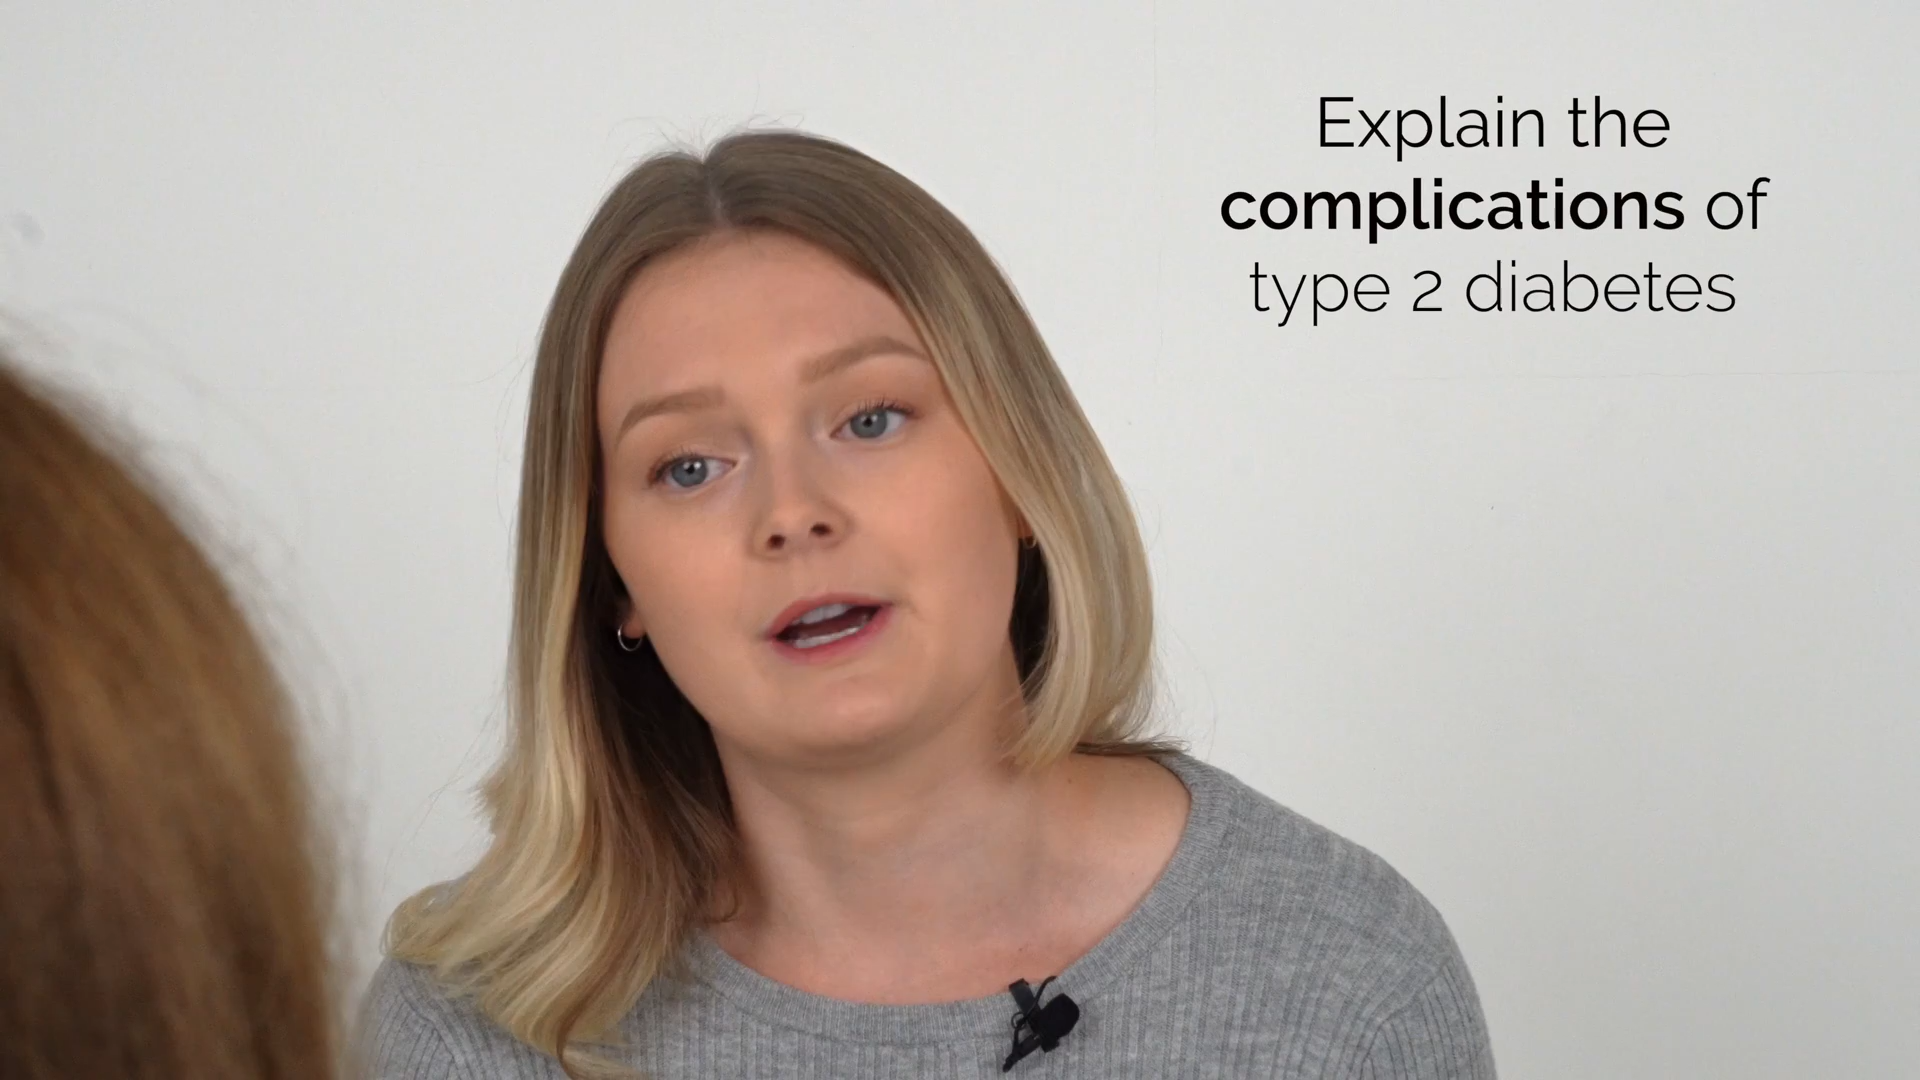 Explain the
complications of
type 2 diabetes